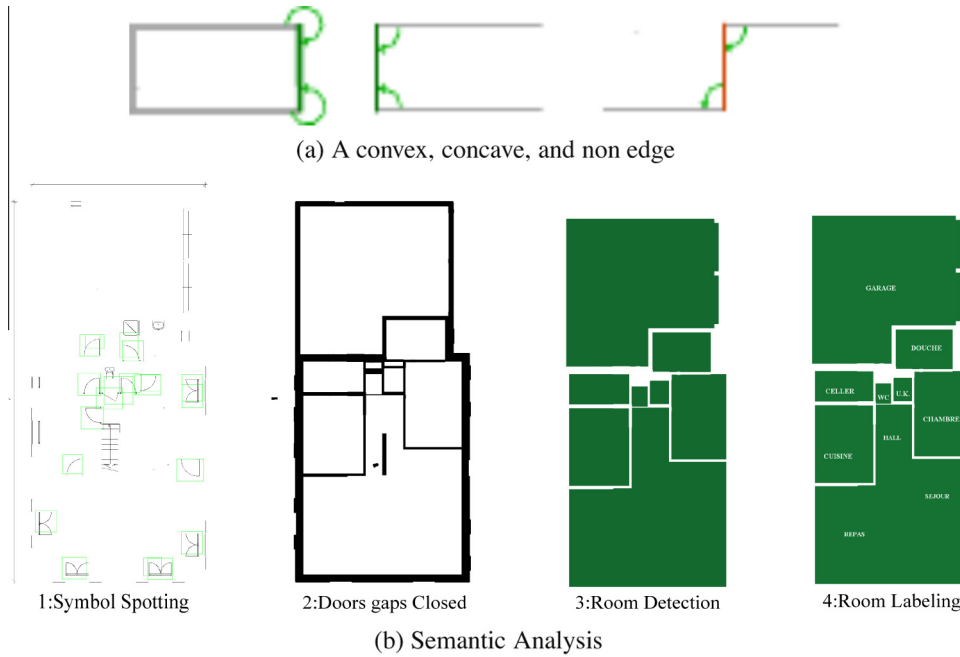 (a) A convex, concave, and non edge
GARAGE
DOUCHE
CELLER
WC
U.K.
CHAMBRE
HALL
CUISINE
SEJOUR
REPAS
1:Symbol Spotting
2:Doors gaps Closed
3:Room Detection
4:Room Labeling
(b) Semantic Analysis